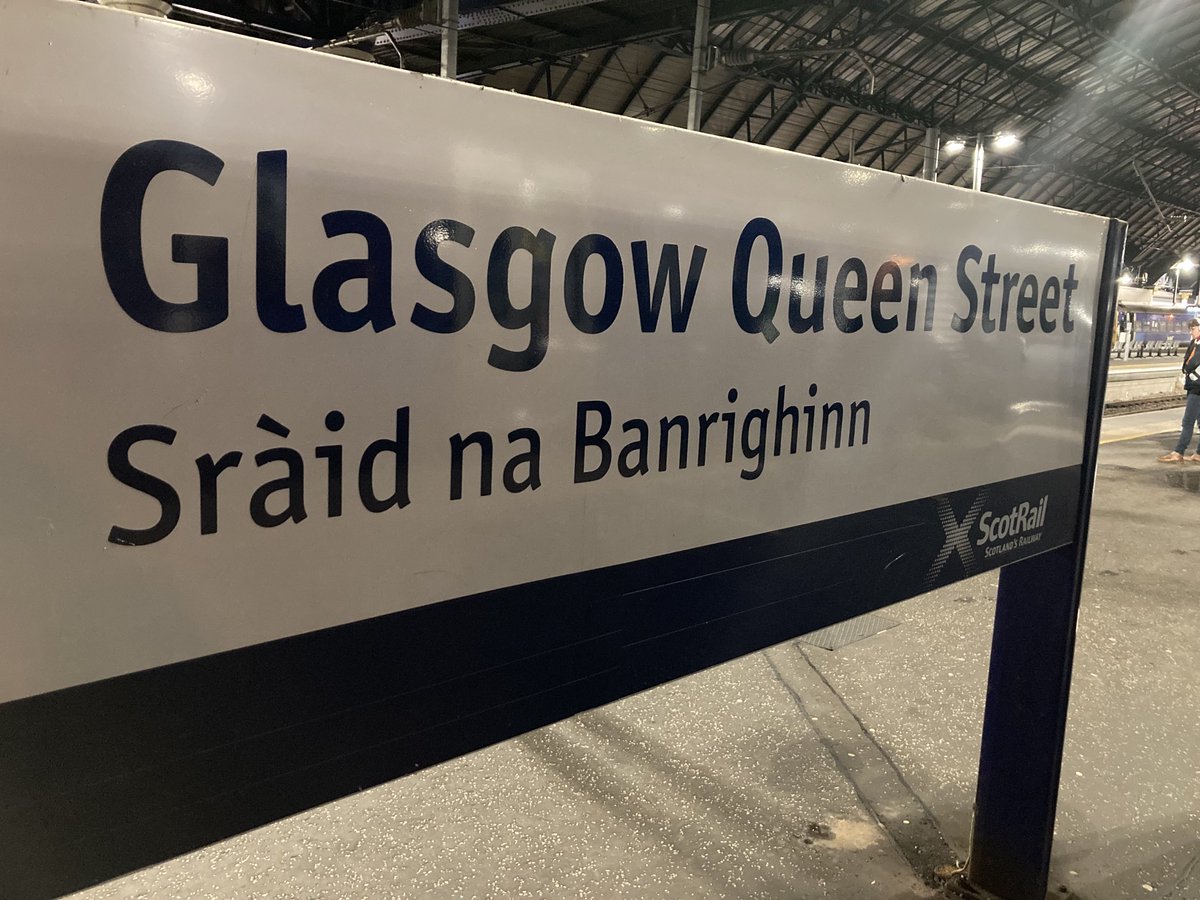 Glasgow Queen Street
Sràid na Banrighinn
ScotRail
SCOTLAND'S RAILWAY